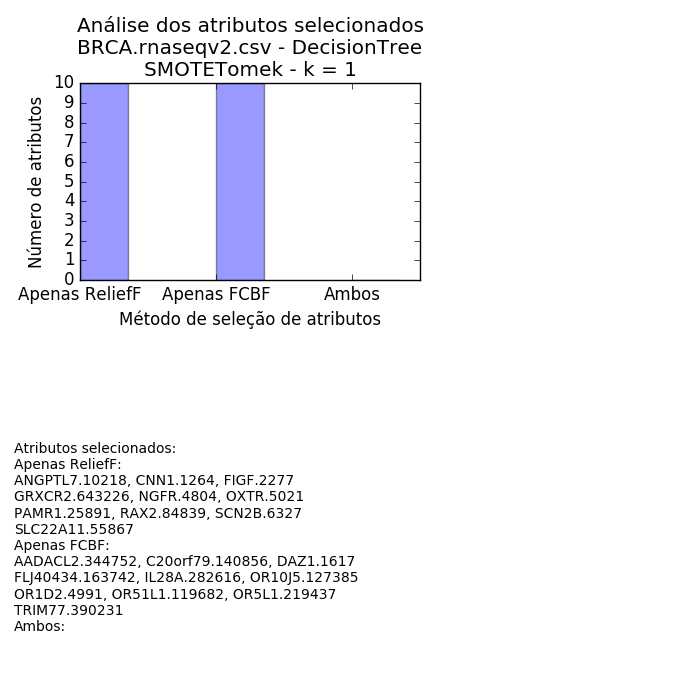 Análise dos atributos selecionados
BRCA.rnaseqv2.csv - DecisionTree
SMOTETomek - k = 1
10
9
8
7
6
5
4
3
2
1
0
Número de atributos
Apenas ReliefF Apenas FCBF Ambos
Método de seleção de atributos
Atributos selecionados:
Apenas ReliefF:
ANGPTL7.10218, CNN1.1264, FIGF.2277
GRXCR2.643226, NGFR.4804, OXTR.5021
PAMR1.25891, RAX2.84839, SCN2B.6327
SLC22A11.55867
Apenas FCBF:
AADACL2.344752, C20orf79.140856, DAZ1.1617
FLJ40434.163742, IL28A.282616, OR10J5.127385
OR1D2.4991, OR51L1.119682, OR5L1.219437
TRIM77.390231
Ambos: